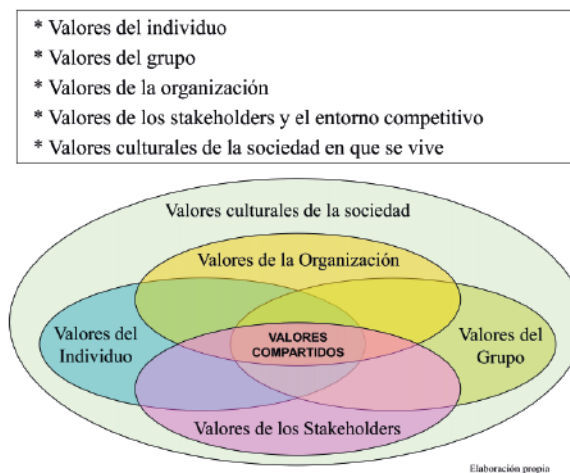 * Valores del individuo
* Valores del grupo
* Valores de la organización
* Valores de los stakeholders y el entorno competitivo
* Valores culturales de la sociedad en que se vive
Valores culturales de la sociedad
Valores de la Organización
Valores del
Individuo
VALORES
COMPARTIDOS
Valores del
Grupo
Valores de los Stakeholders
Elaboración propia